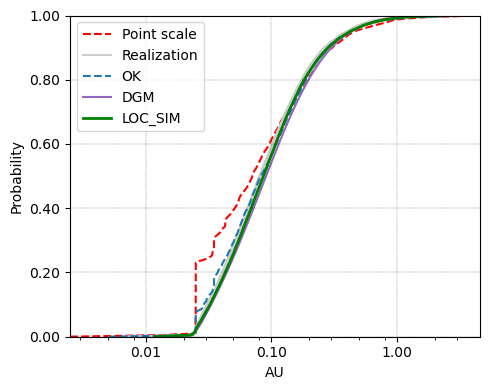 1.00
0.80
0.60
0.40
0.20
0.00
Probability
Point scale
Realization
OK
DGM
LOC_SIM
0.01 0.10 1.00
AU